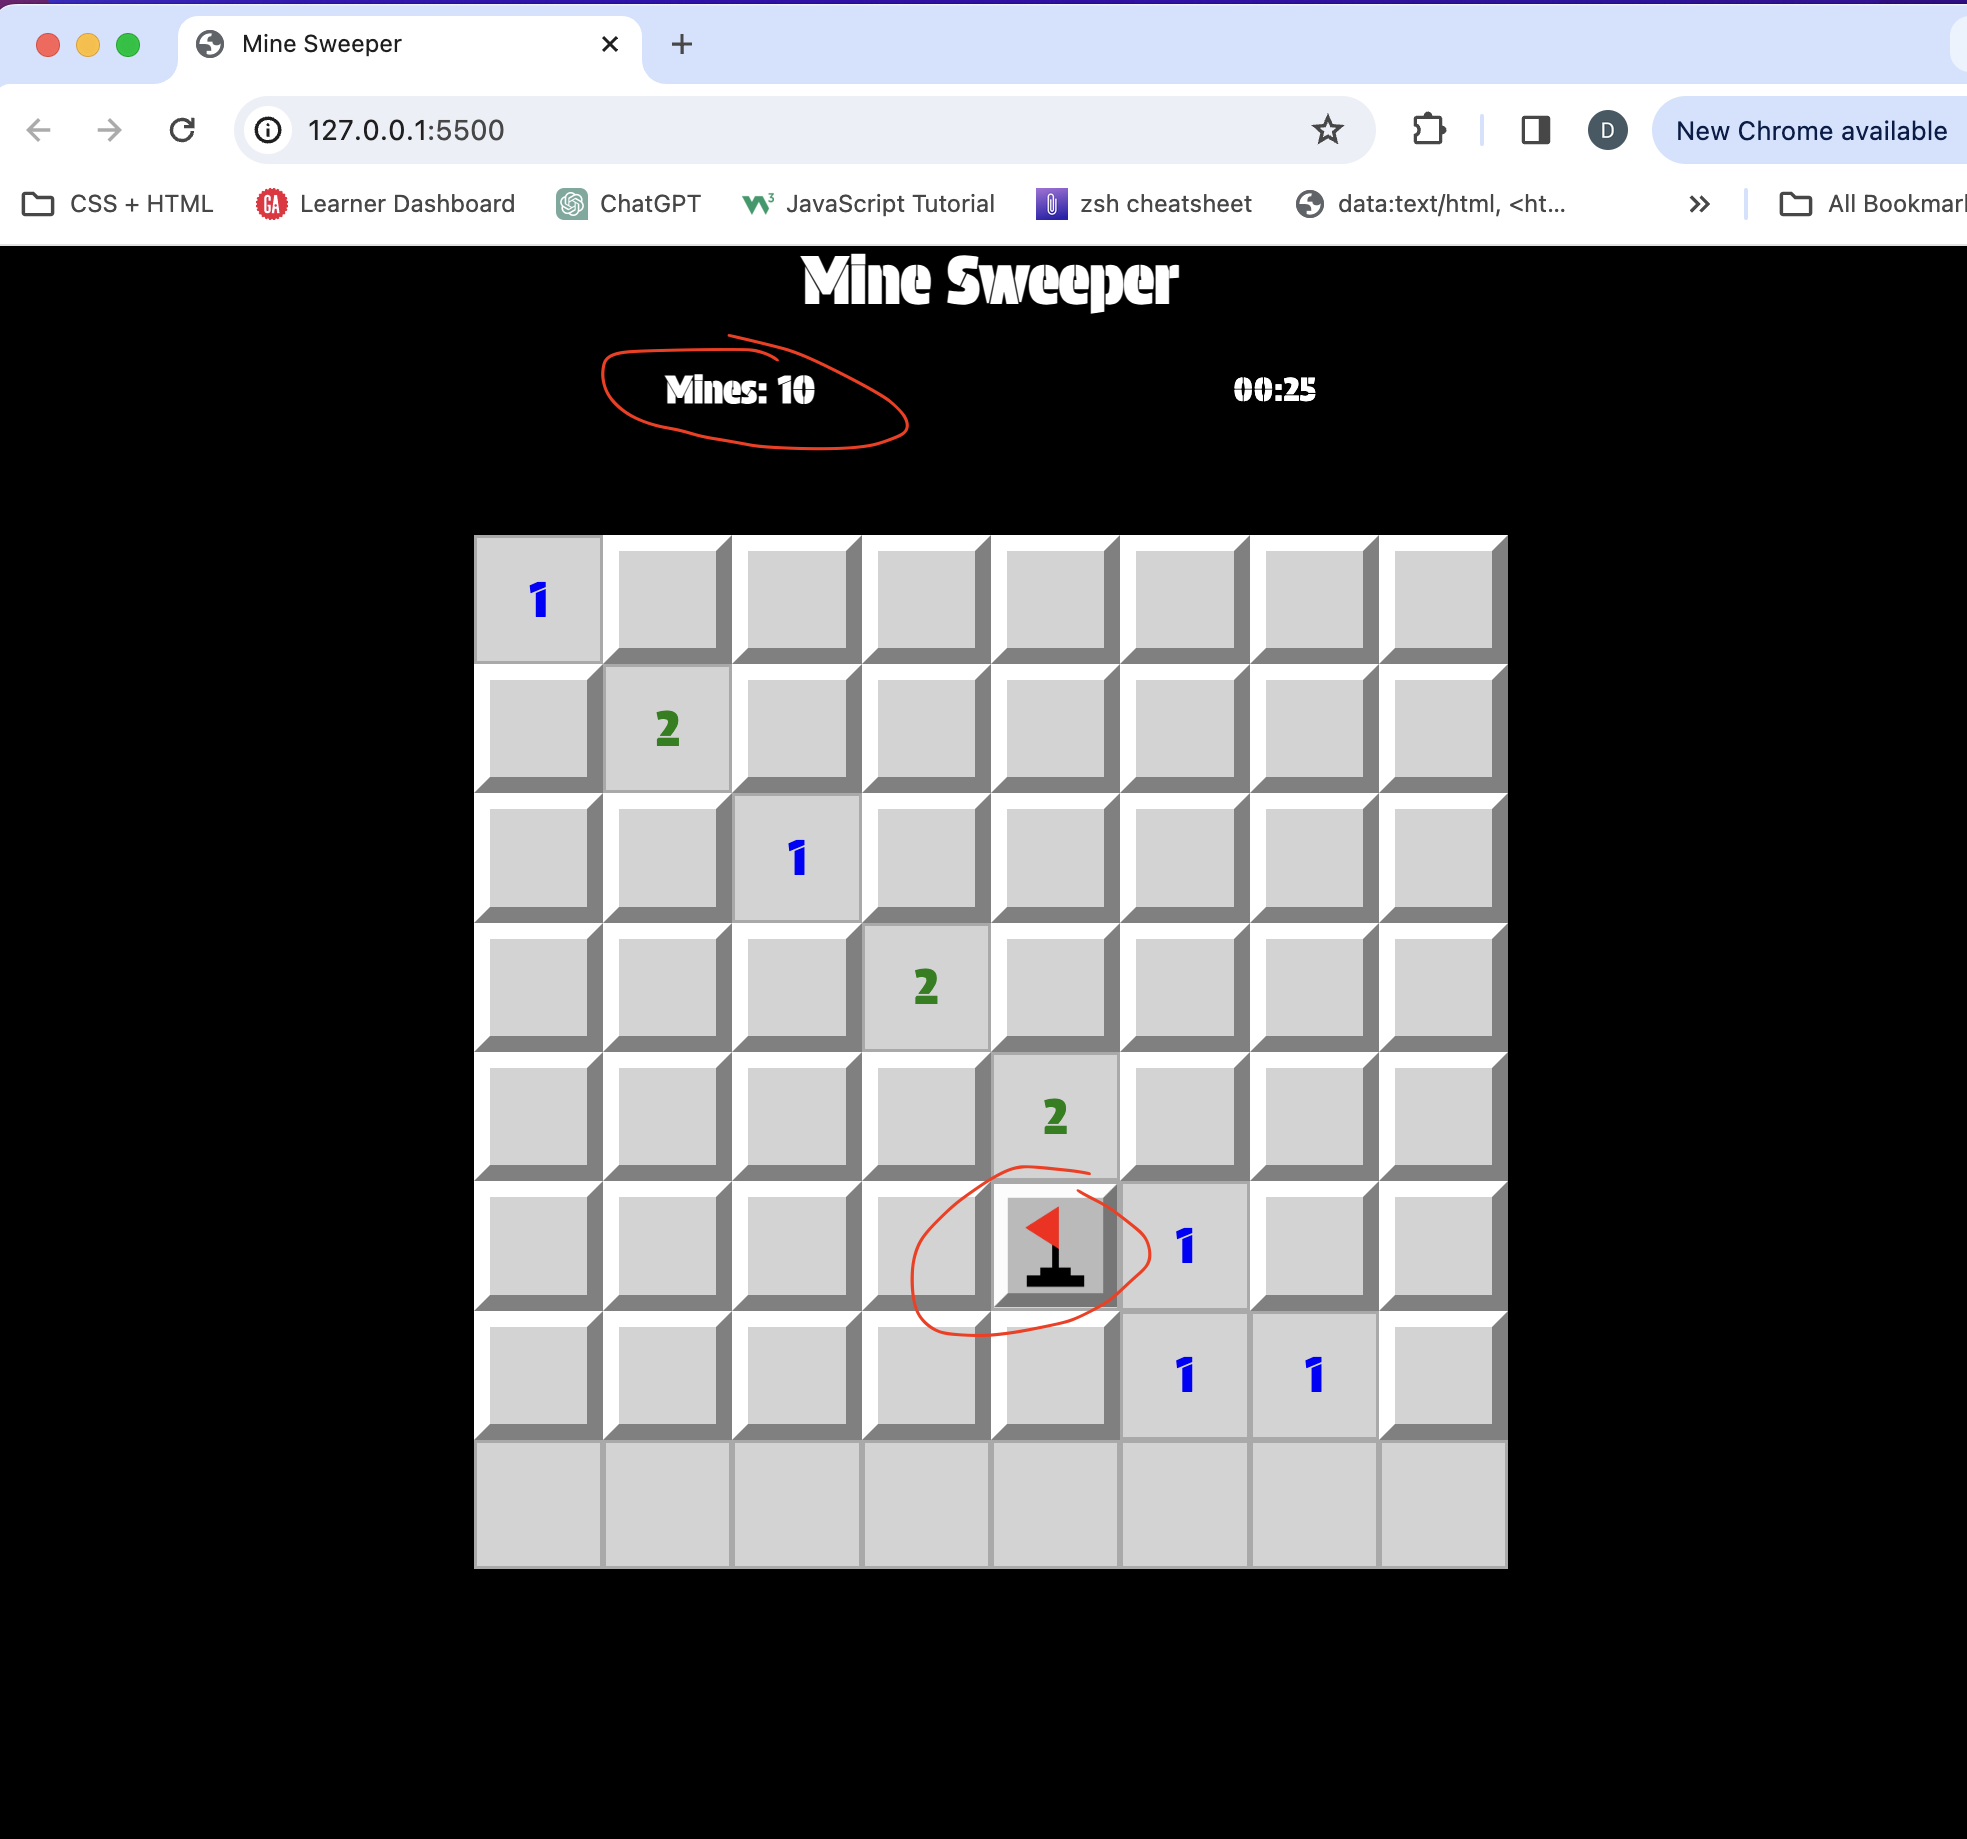 Mine Sweeper
127.0.0.1:5500
D
New Chrome available
CSS + HTML
GA Learner Dashboard
ChatGPT
W3 JavaScript Tutorial
zsh cheatsheet
data:text/html, <ht...
All Bookmar
Mine Sweeper
Mines: 10
00:25
1
2
1
2
2
1
1 1